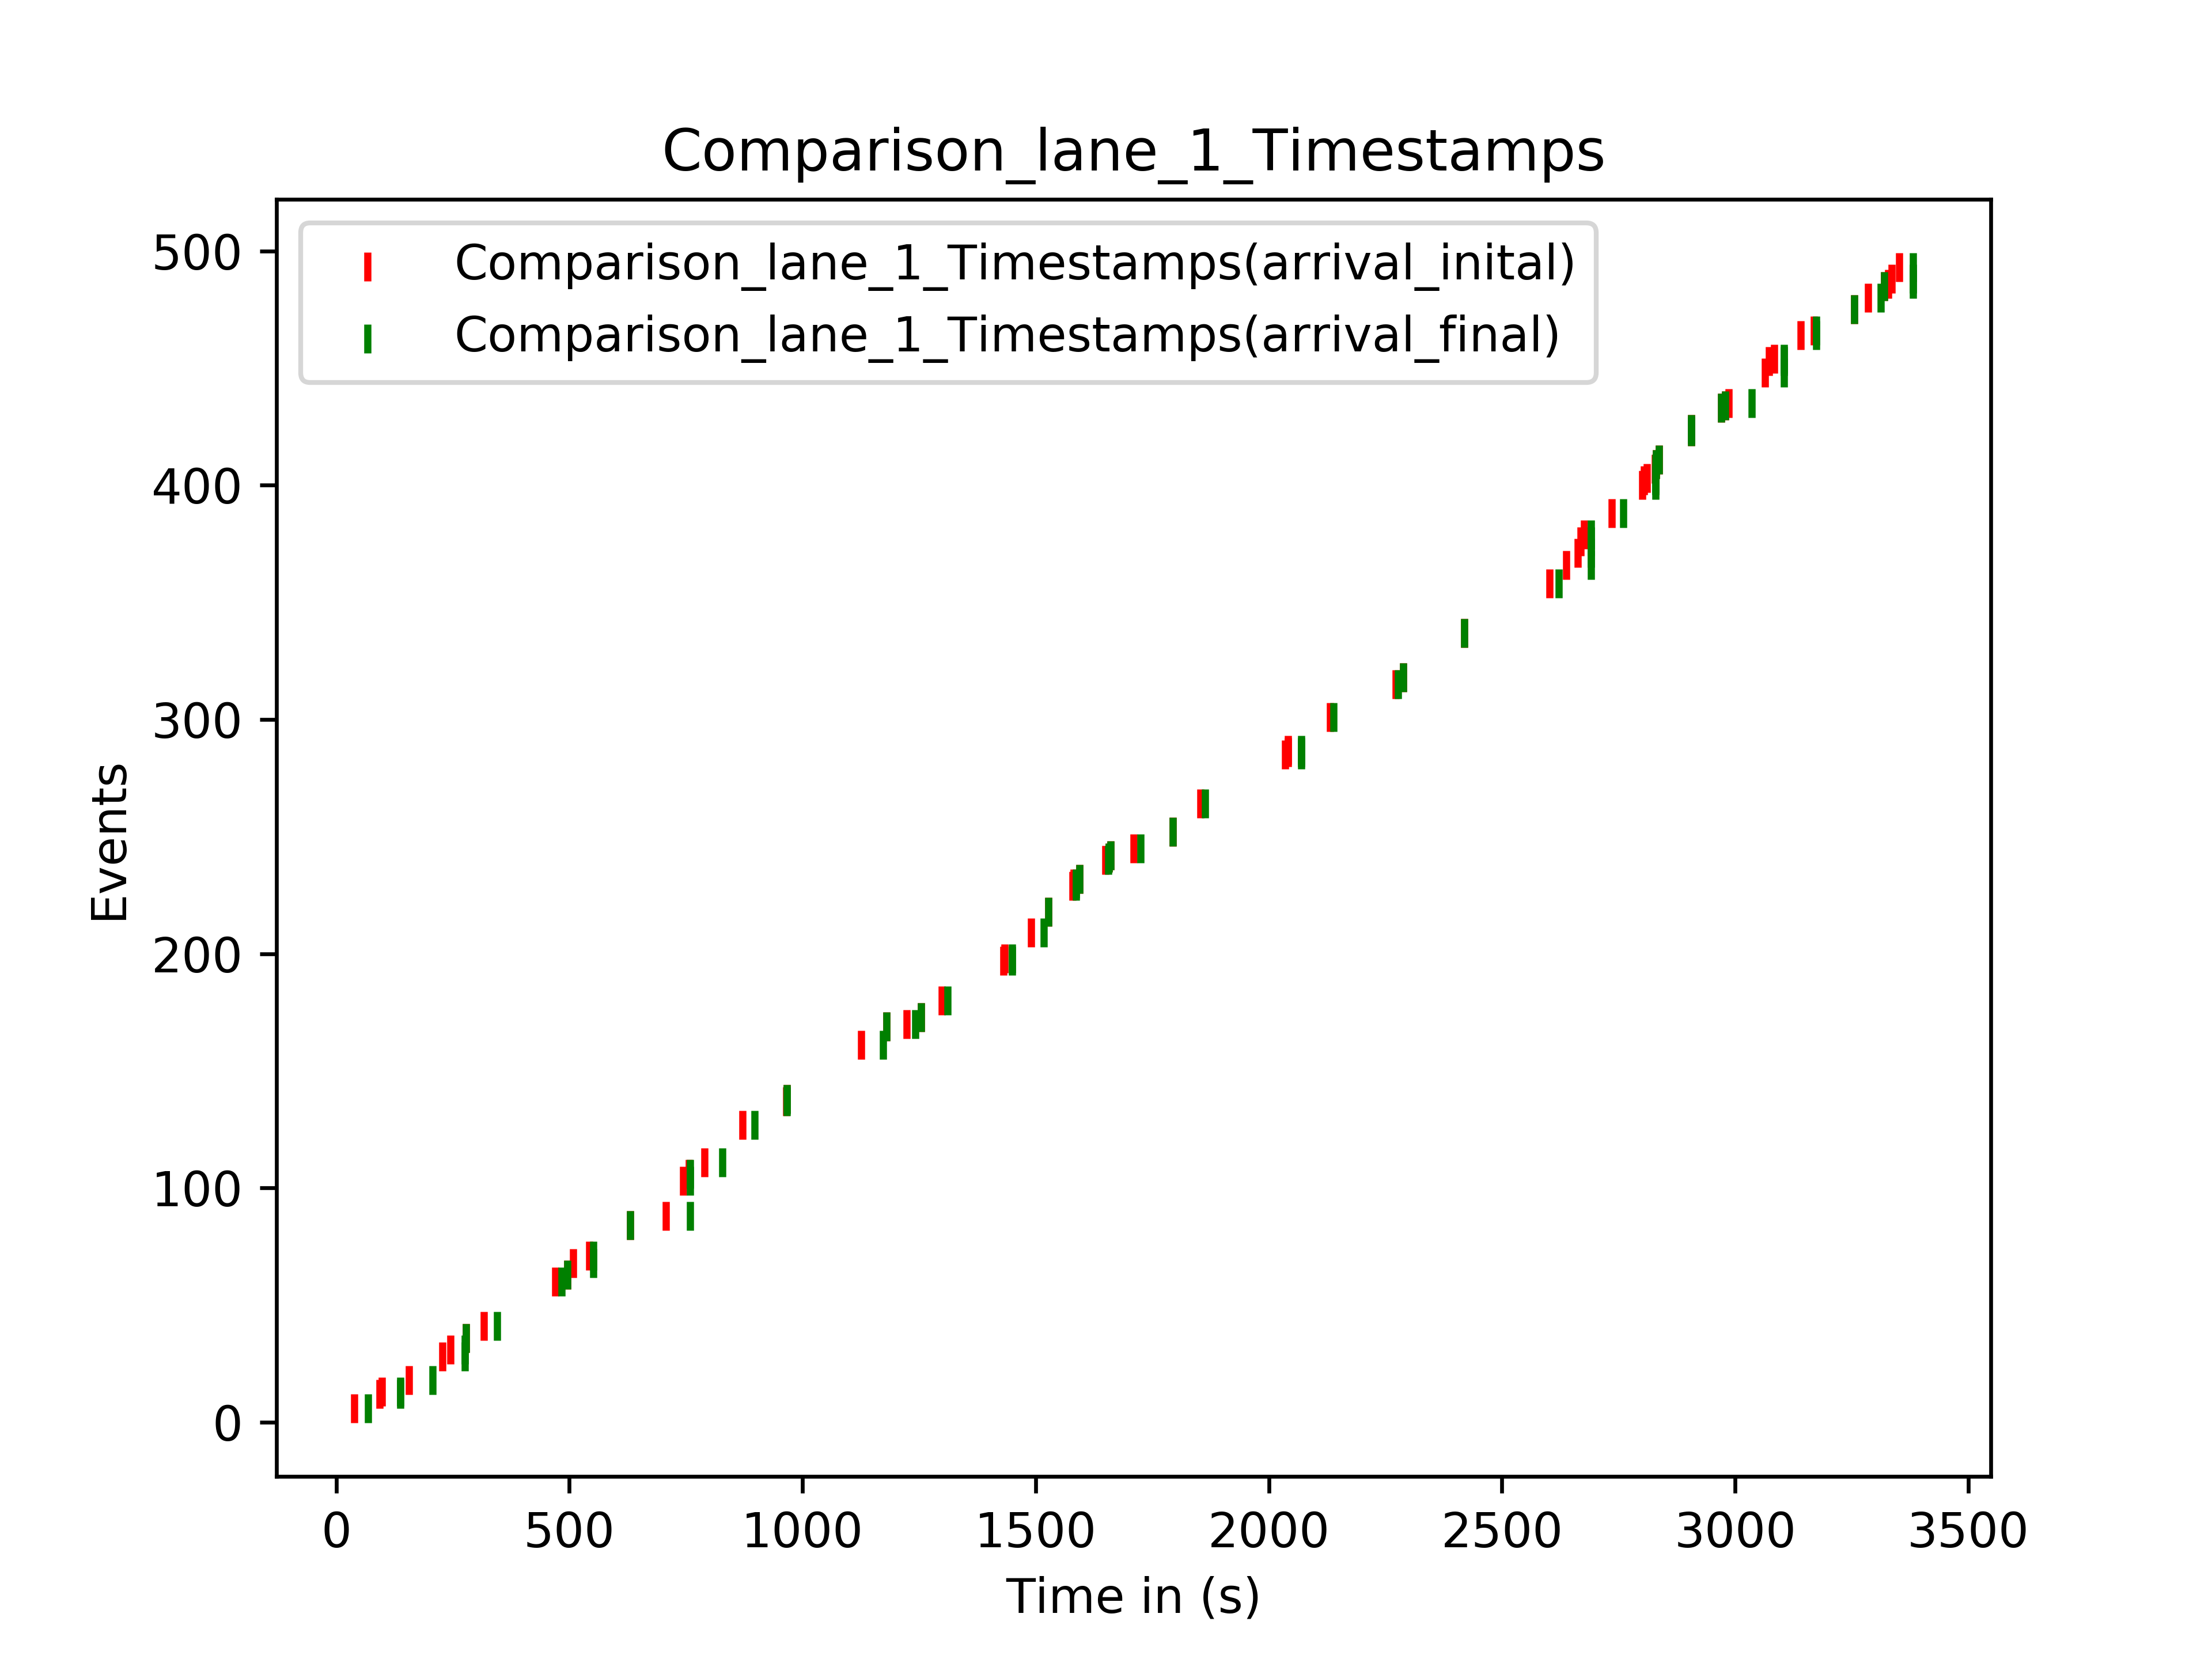 Comparison_lane_1_Timestamps
Comparison_lane_1_Timestamps(arrival_inital)
Comparison_lane_1_Timestamps(arrival_final)
500
400
300
200
100
0
Events
0 500 1000 1500 2000 2500 3000 3500
Time in (s)